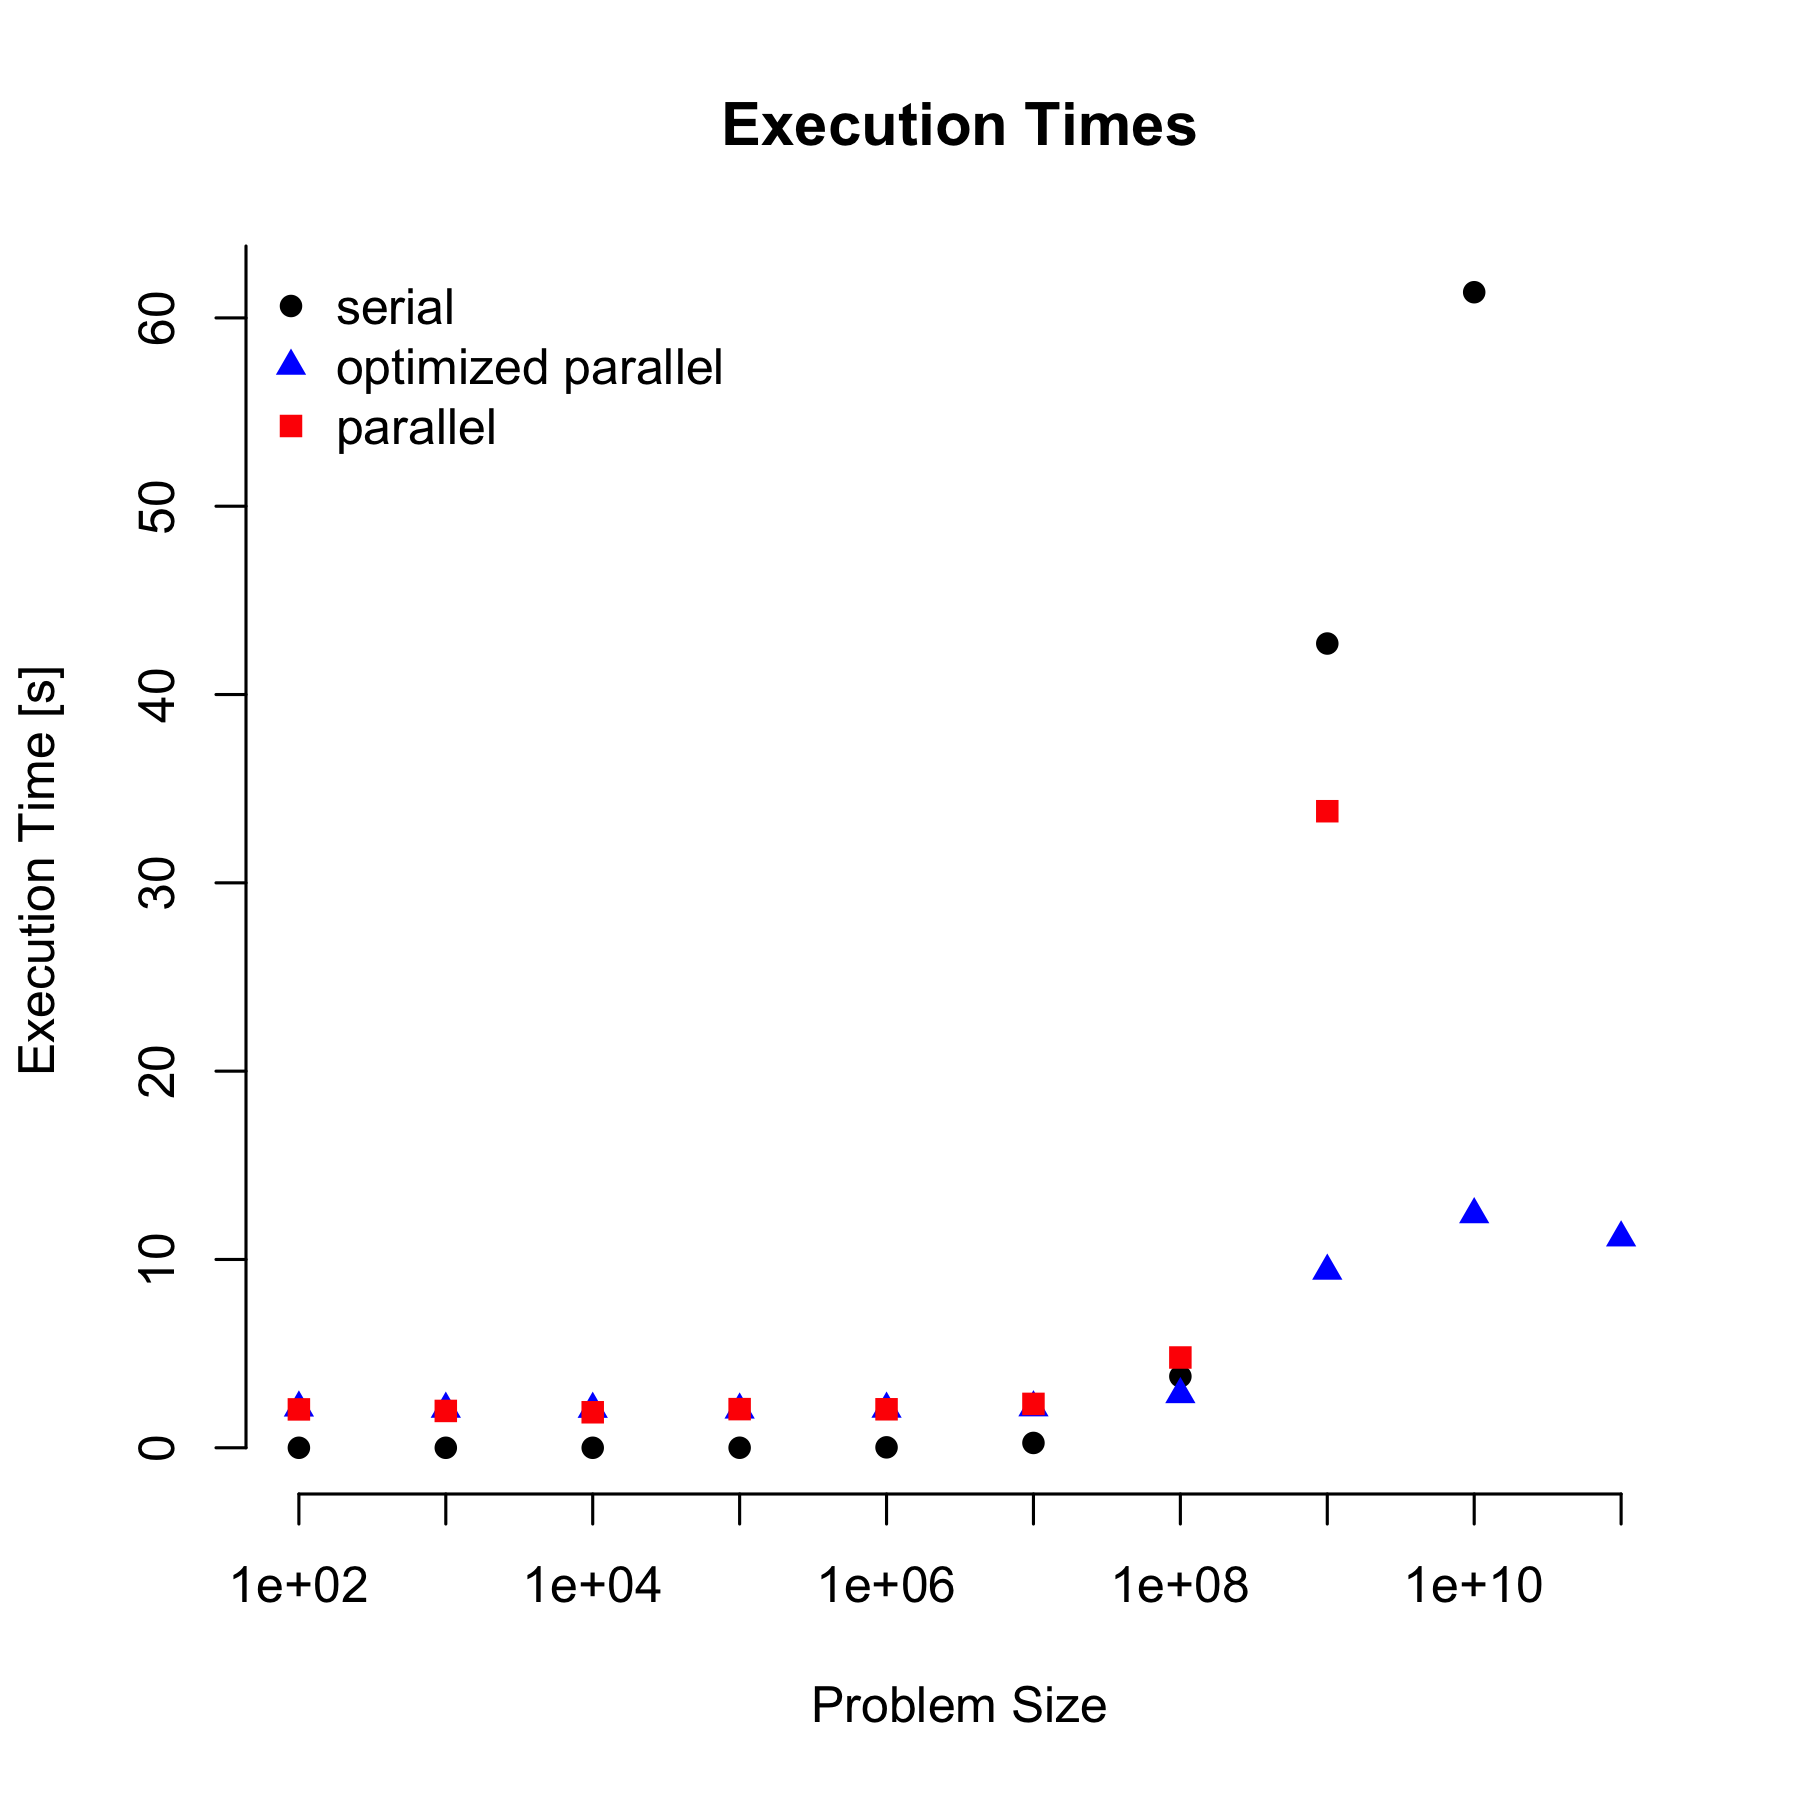 Execution Times
serial
optimized parallel
parallel
60
50
40
30
20
10
0
Execution Time [s]
1e+02 1e+04 1e+06 1e+08 1e+10
Problem Size